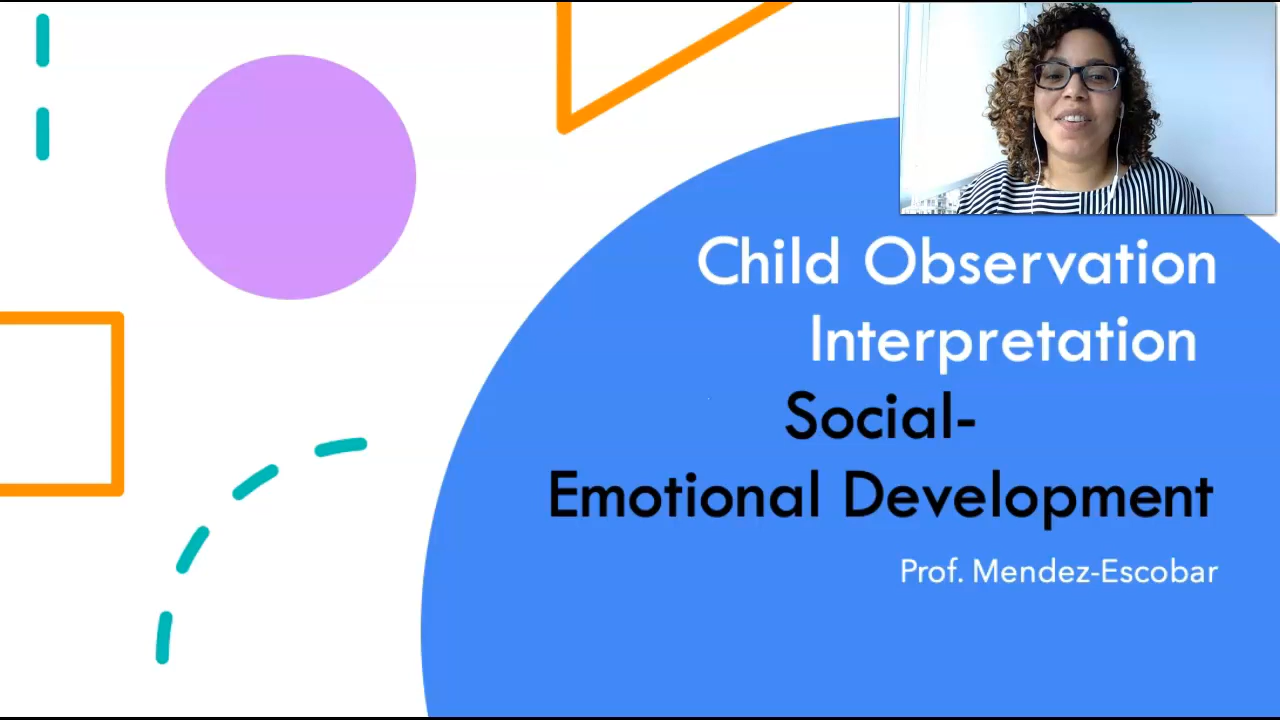 Child Observation
Interpretation
Social-
Emotional Development
Prof. Mendez-Escobar